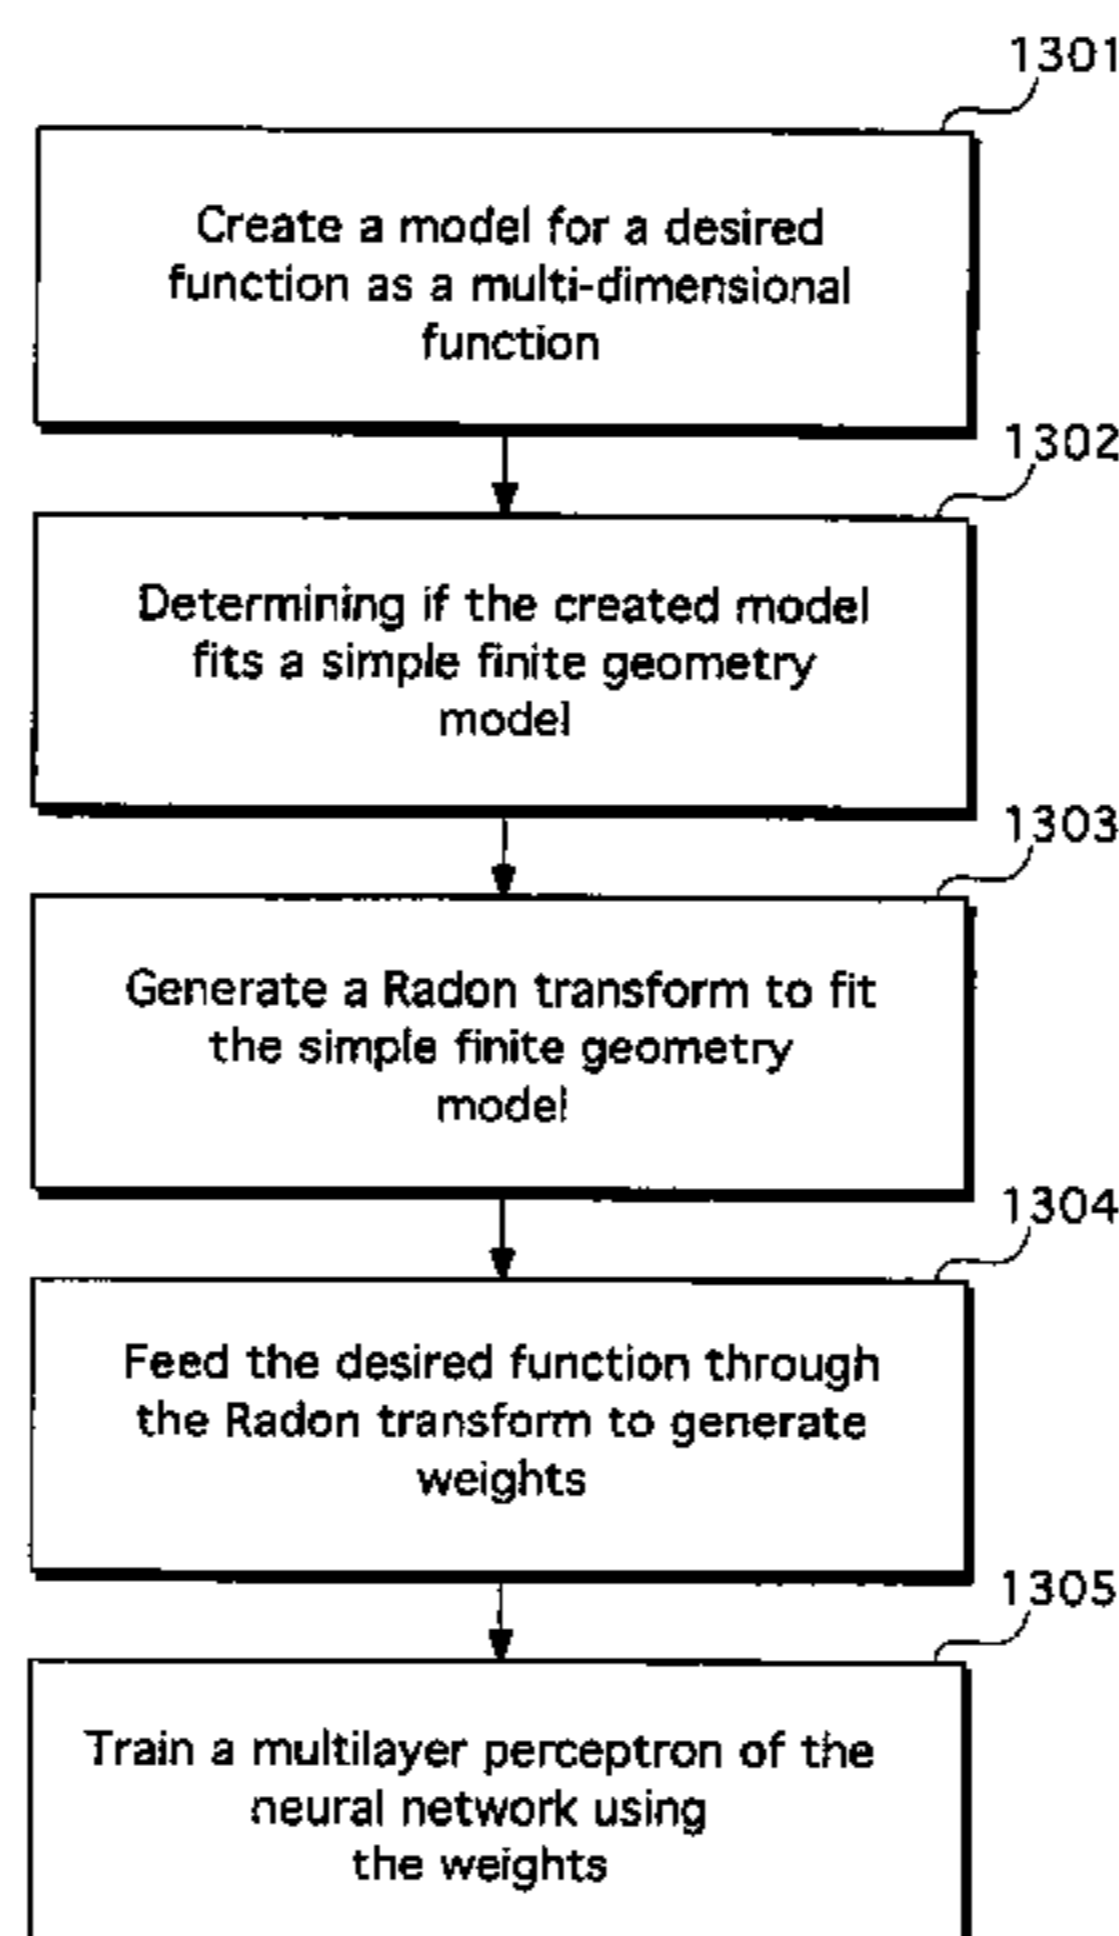 1301
Create a model for a desired
function as a multi-dimensional
function
1302
Determining if the created model
fits a simple finite geometry
model
1303
Generate a Radon transform to fit
the simple finite geometry
model
1304
Feed the desired function through
the Radon transform to generate
weights
1305
Train a multilayer perceptron of the
neural network using
the weights